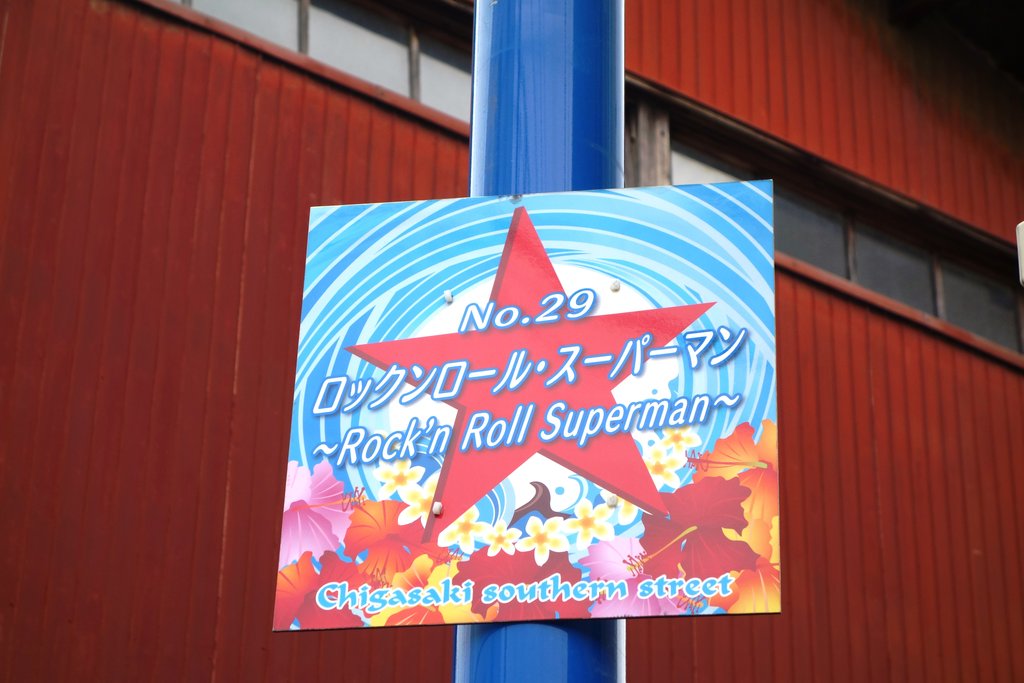 No.29
ロックンロール・スーパーマン
~Rock'n Roll Superman~
Chigasaki southern street